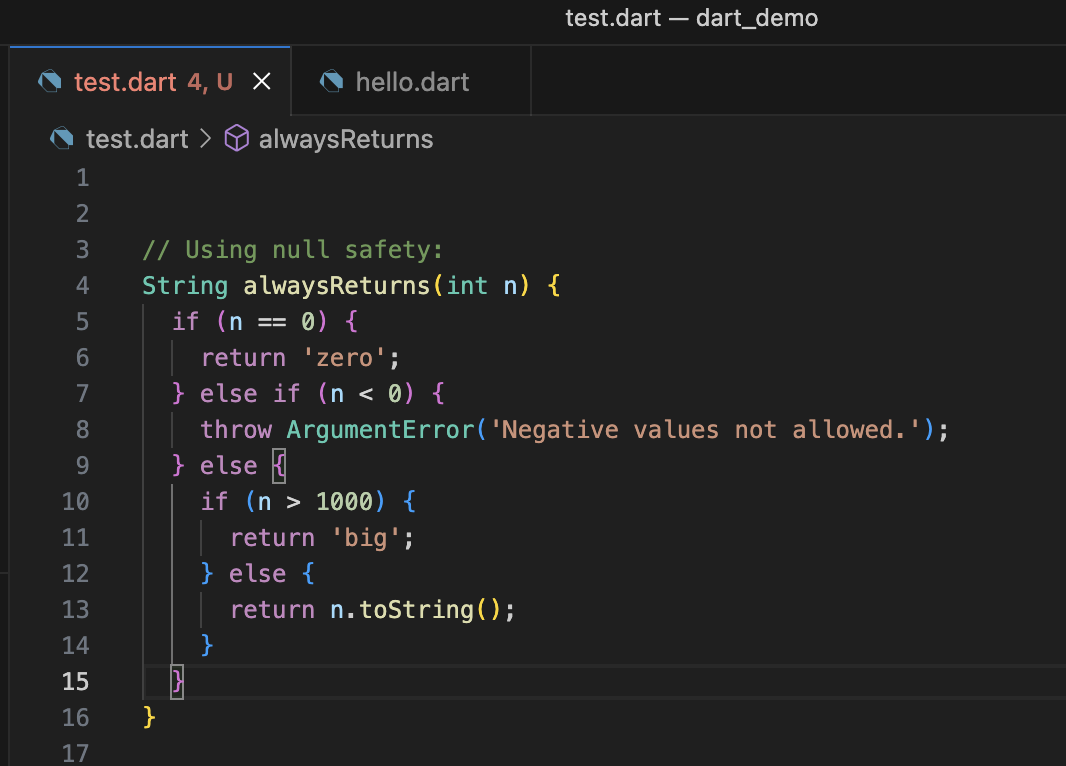 test.dart — dart_demo
test.dart 4, U
hello.dart
test.dart > alwaysReturns
1
2
3 // Using null safety:
4 String alwaysReturns(int n) {
5   if (n == 0) {
6     return 'zero';
7   } else if (n < 0) {
8     throw ArgumentError('Negative values not allowed.');
9   } else {
10     if (n > 1000) {
11       return 'big';
12     } else {
13       return n.toString();
14     }
15   }
16 }
17